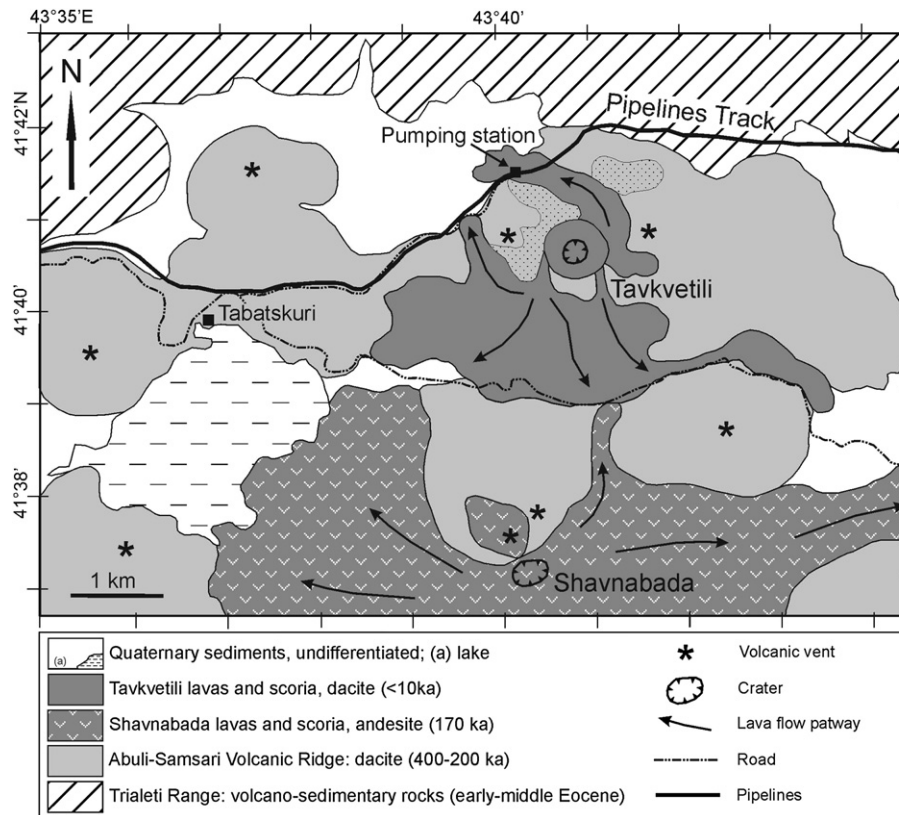 43°35'E
43°40'
N
41°42'N
Pipelines Track
Pumping station
Tavkvetili
41°40'
Tabatskuri
41°38'
1 km
Shavnabada
(a)
Quaternary sediments, undifferentiated; (a) lake
Tavkvetili lavas and scoria, dacite (<10ka)
Shavnabada lavas and scoria, andesite (170 ka)
Abuli-Samsari Volcanic Ridge: dacite (400-200 ka)
Trialeti Range: volcano-sedimentary rocks (early-middle Eocene)
Volcanic vent
Crater
Lava flow patway
Road
Pipelines